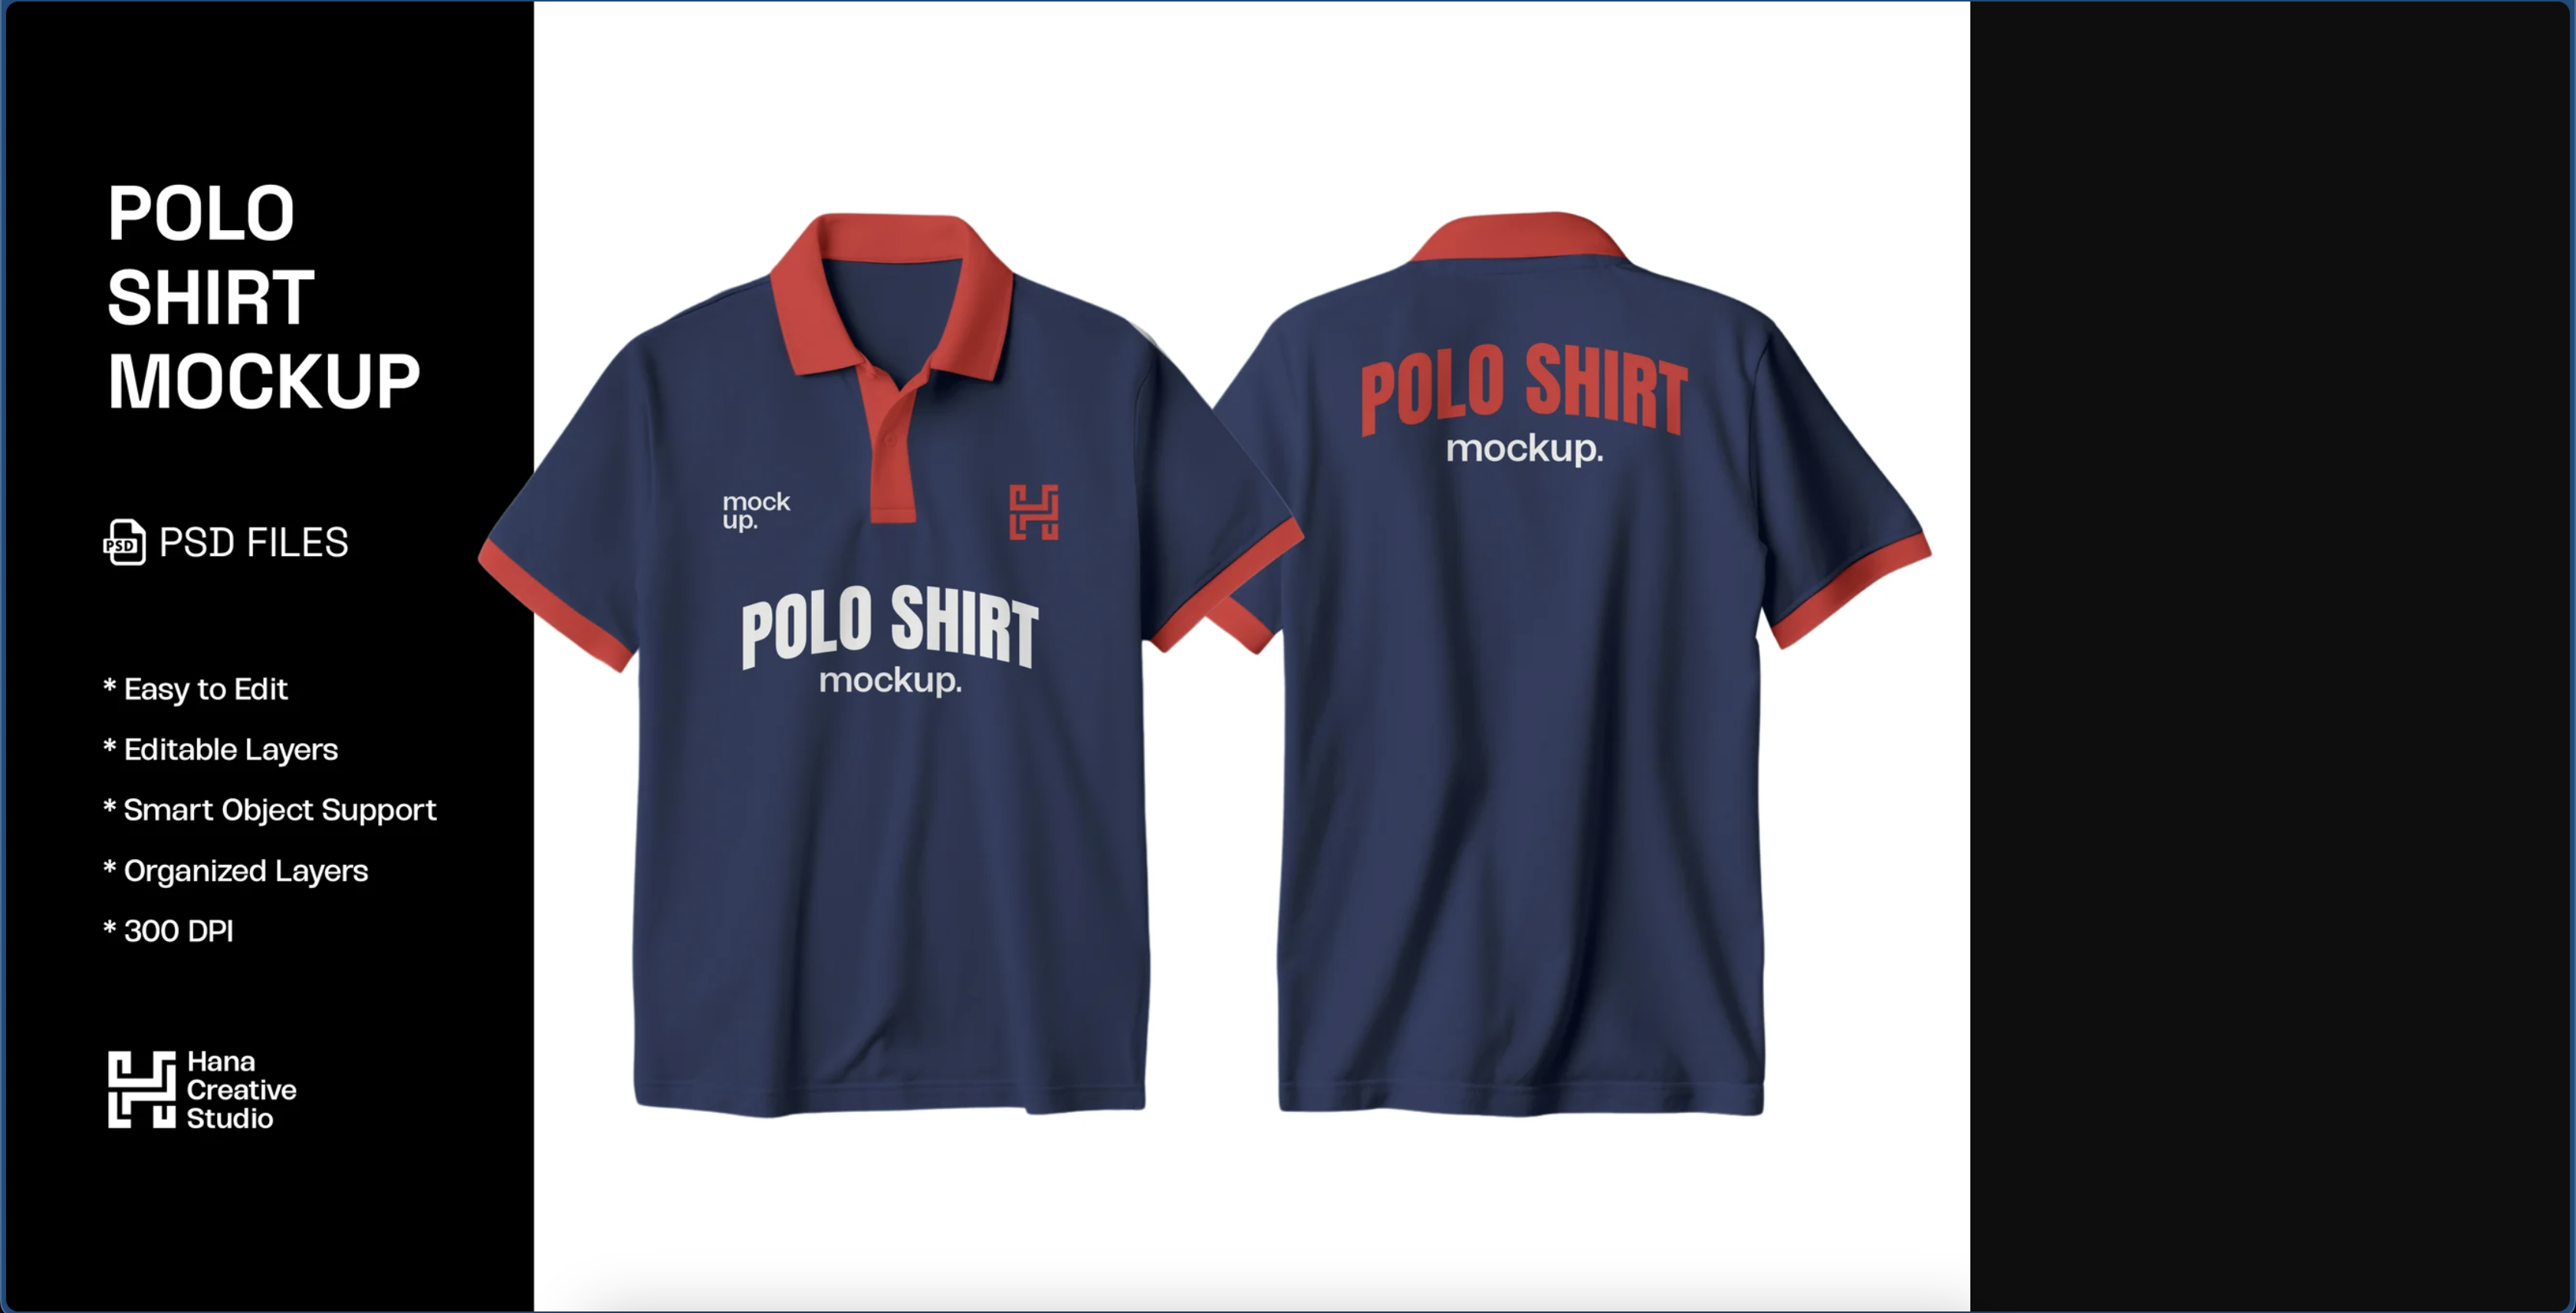 POLO
SHIRT
MOCKUP
PSD
PSD FILES
* Easy to Edit
* Editable Layers
* Smart Object Support
* Organized Layers
* 300 DPI
Hana
Creative
Studio
mock
up.
POLO SHIRT
mockup.
POLO SHIRT
mockup.